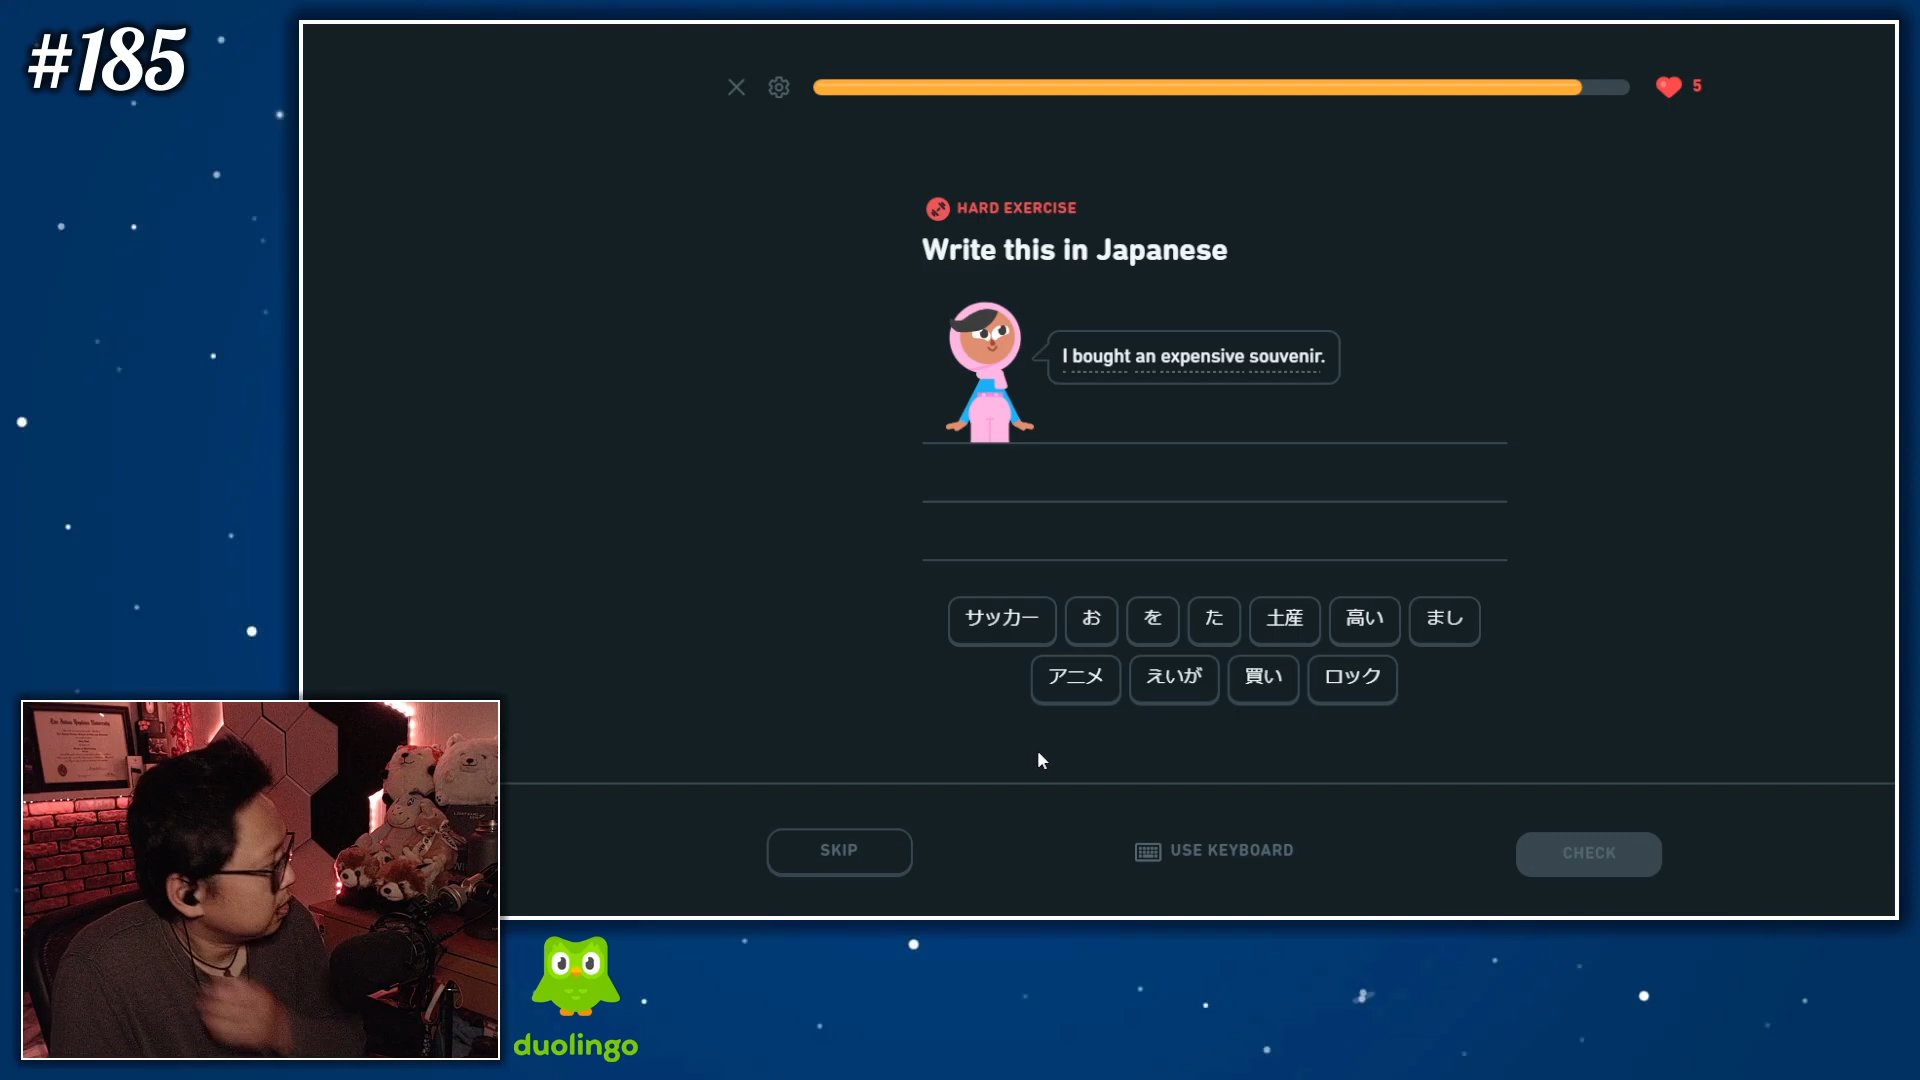 #185
5
HARD EXERCISE
Write this in Japanese
I bought an expensive souvenir.
サッカー お を た 土産 高い まし
アニメ えいが 買い ロック
SKIP
USE KEYBOARD
CHECK
duolingo